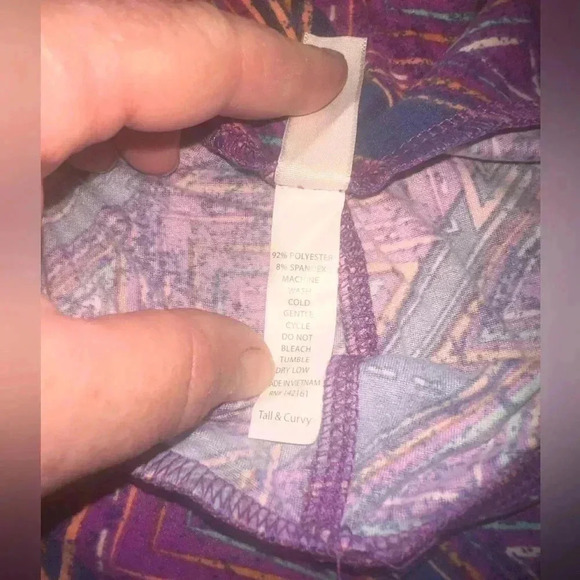 92% POLYESTER
8% SPANDEX
MACHINE
WASH
COLD
GENTLE
CYCLE
DO NOT
BLEACH
TUMBLE
DRY LOW
MADE IN VIETNAM
Tall & Curvy